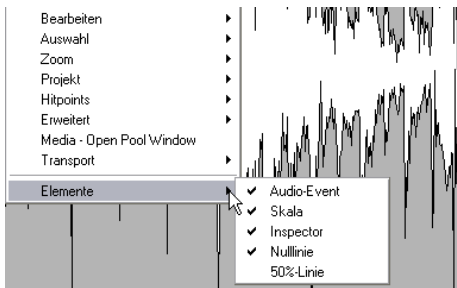 Bearbeiten
Auswahl
Zoom
Projekt
Hitpoints
Erweitert
Media - Open Pool Window
Transport
Elemente
Audio-Event
Skala
Inspector
Nulllinie
50%-Linie